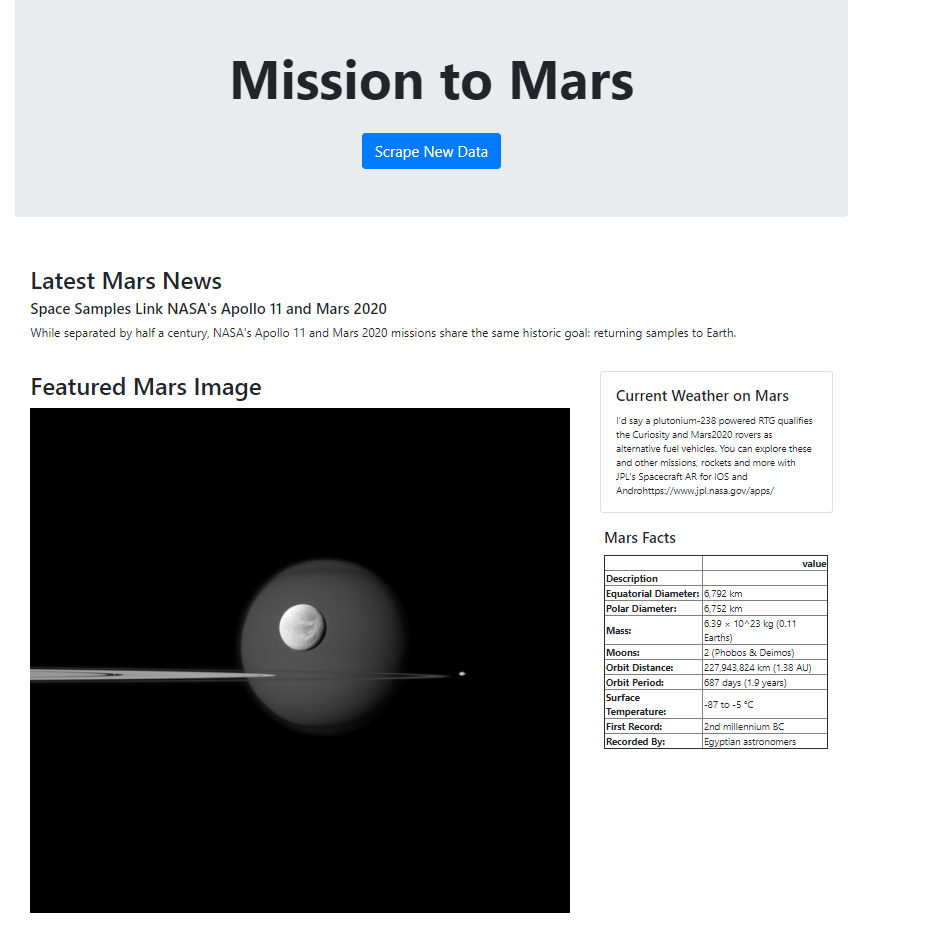 Mission to Mars
Scrape New Data
Latest Mars News
Space Samples Link NASA's Apollo 11 and Mars 2020
While separated by half a century, NASA's Apollo 11 and Mars 2020 missions share the same historic goal: returning samples to Earth.
Featured Mars Image
Current Weather on Mars
I'd say a plutonium-238 powered RTG qualifies
the Curiosity and Mars2020 rovers as
alternative fuel vehicles. You can explore these
and other missions, rockets and more with
JPL's Spacecraft AR for iOS and
Androhttps://www.jpl.nasa.gov/apps/
Mars Facts
value
Description
Equatorial Diameter: 6,792 km
Polar Diameter: 6,752 km
Mass: 6.39 × 10^23 kg (0.11
Earths)
Moons: 2 (Phobos & Deimos)
Orbit Distance: 227,943,824 km (1.38 AU)
Orbit Period: 687 days (1.9 years)
Surface
Temperature: -87 to -5 °C
First Record: 2nd millennium BC
Recorded By: Egyptian astronomers